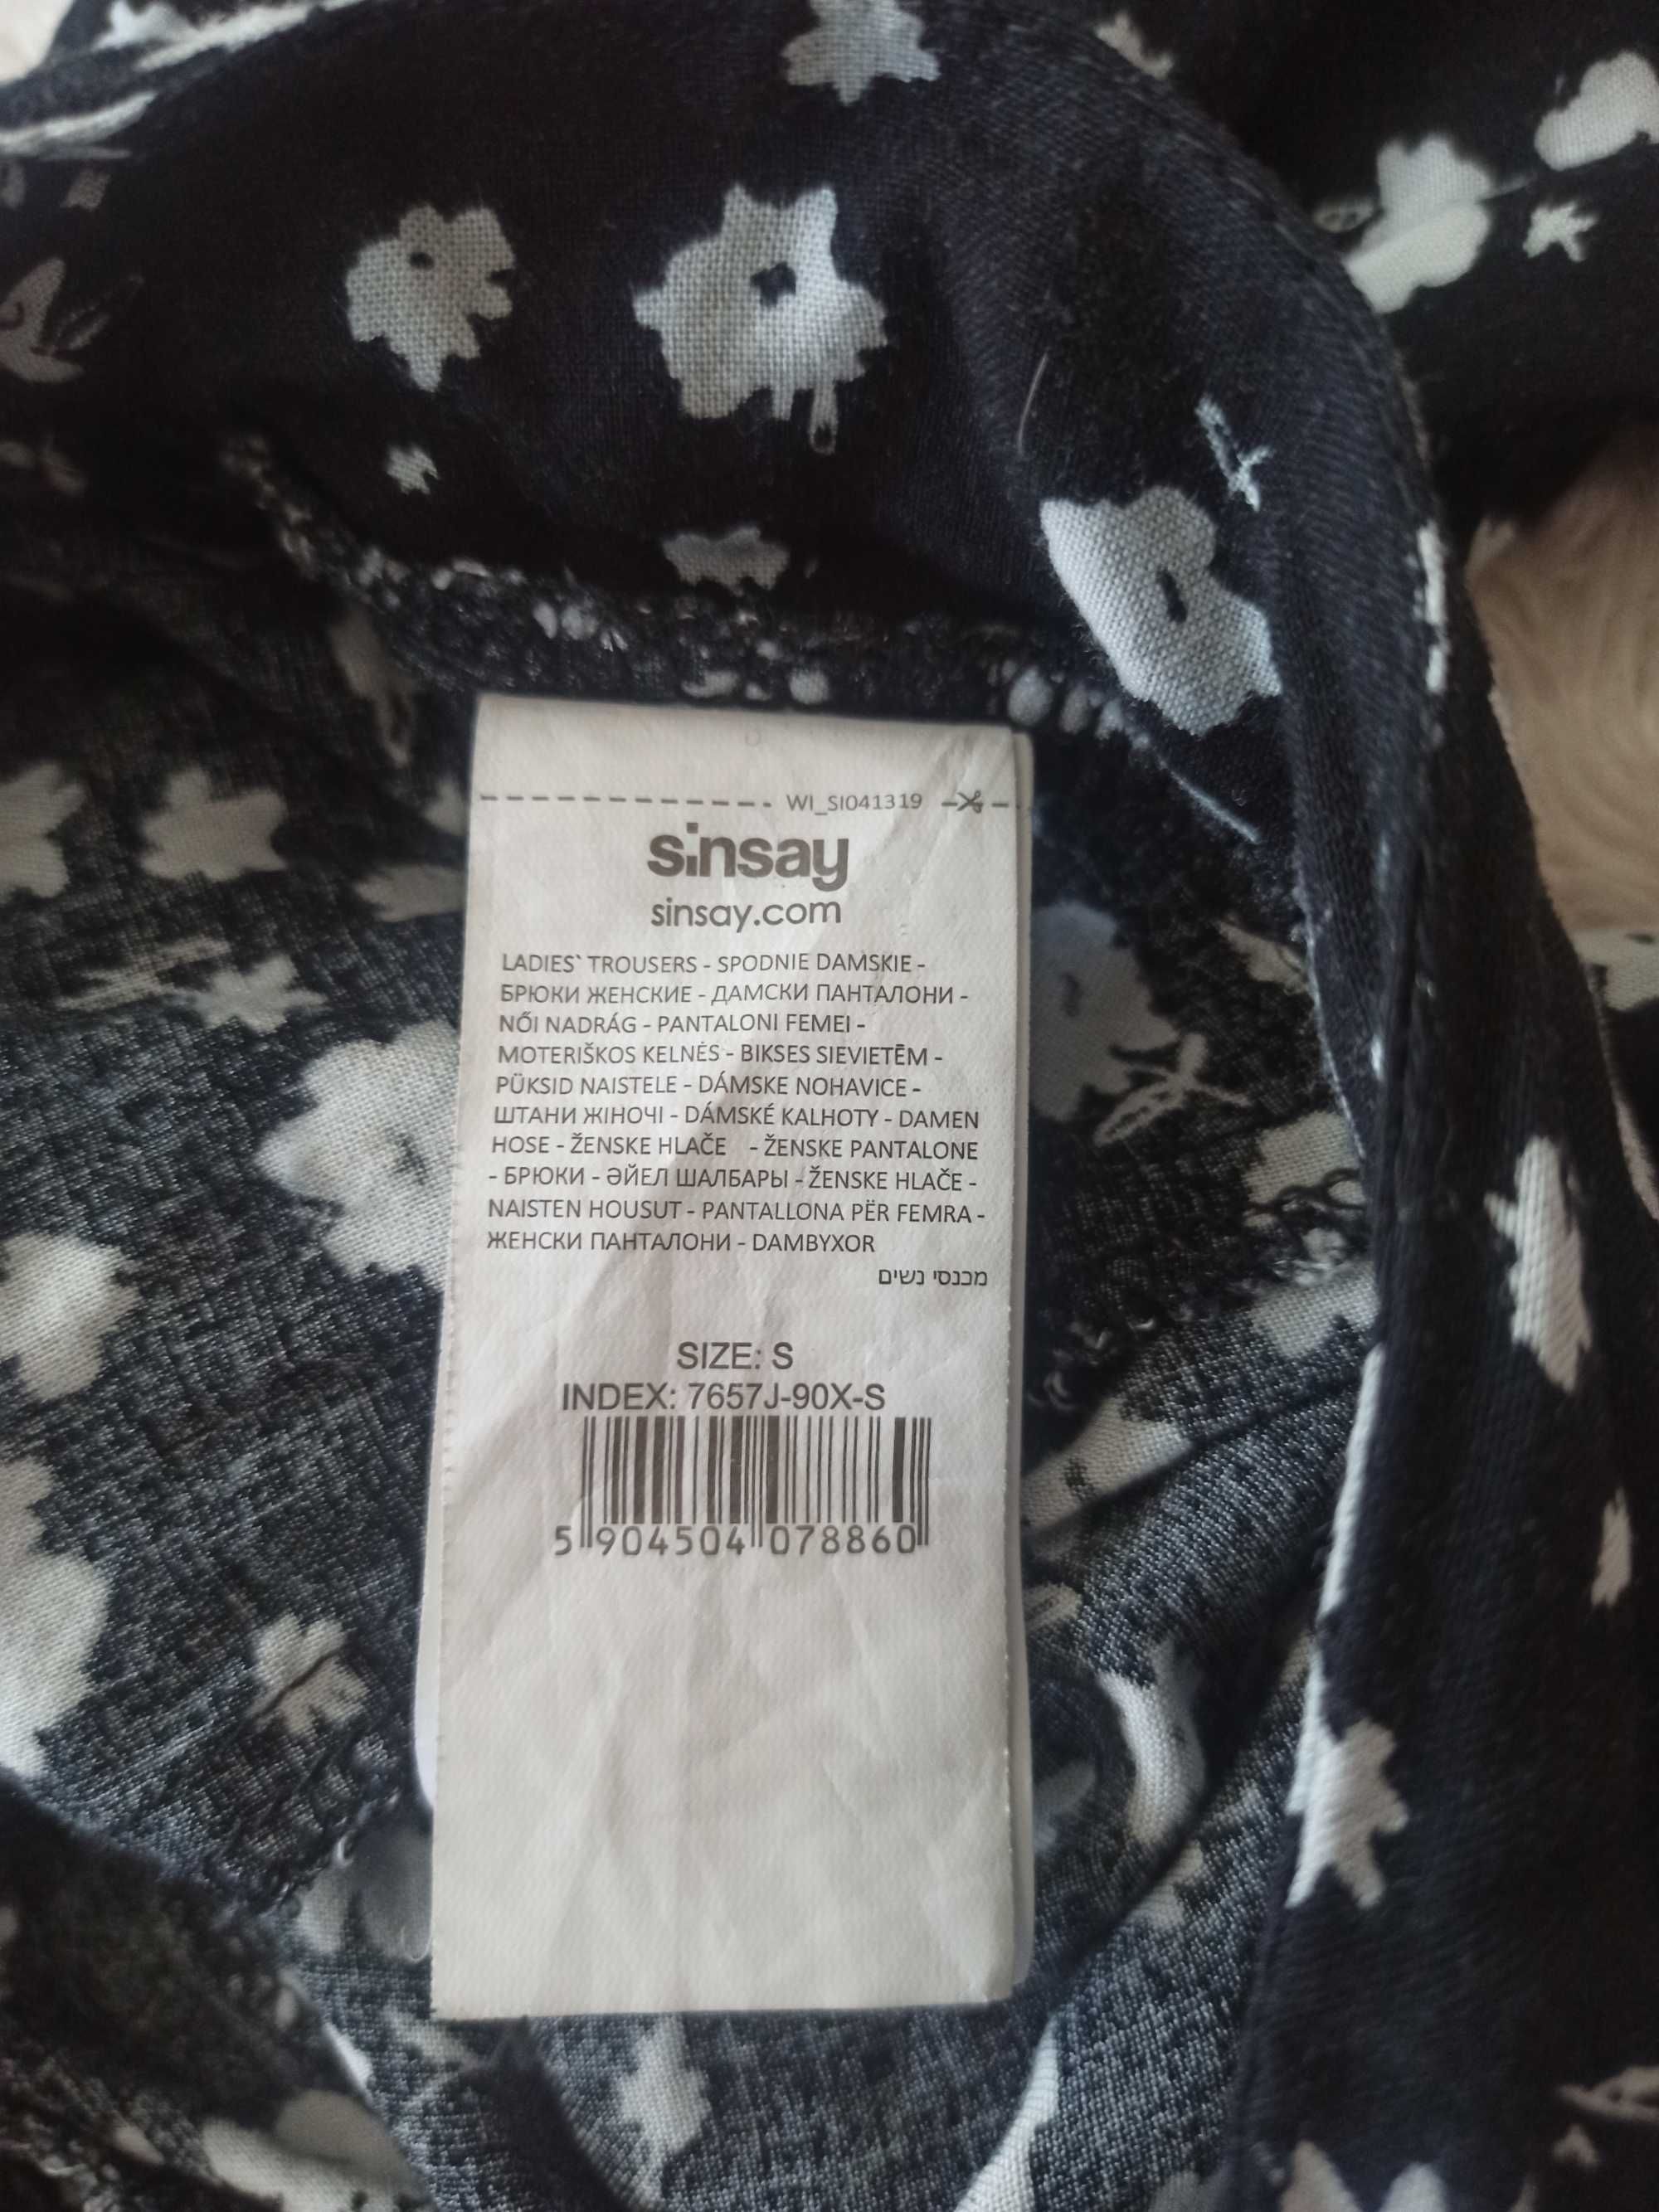 WI_SI041319
sinsay
sinsay.com
LADIES` TROUSERS - SPODNIE DAMSKIE -
БРЮКИ ЖЕНСКИЕ - ДАМСКИ ПАНТАЛОНИ -
NŐI NADRÁG - PANTALONI FEMEI -
MOTERIŠKOS KELNĖS - BIKSES SIEVIETĒM -
PÜKSID NAISTELE - DÁMSKE NOHAVICE -
ШТАНИ ЖІНОЧІ - DÁMSKÉ KALHOTY - DAMEN
HOSE - ŽENSKE HLAČE - ŽENSKE PANTALONE
- БРЮКИ - ӘЙЕЛ ШАЛБАРЫ - ŽENSKE HLAČE -
NAISTEN HOUSUT - PANTALLONA PËR FEMRA -
ЖЕНСКИ ПАНТАЛОНИ - DAMBYXOR
מכנסי נשים
SIZE: S
INDEX: 7657J-90X-S
5 904504 078860